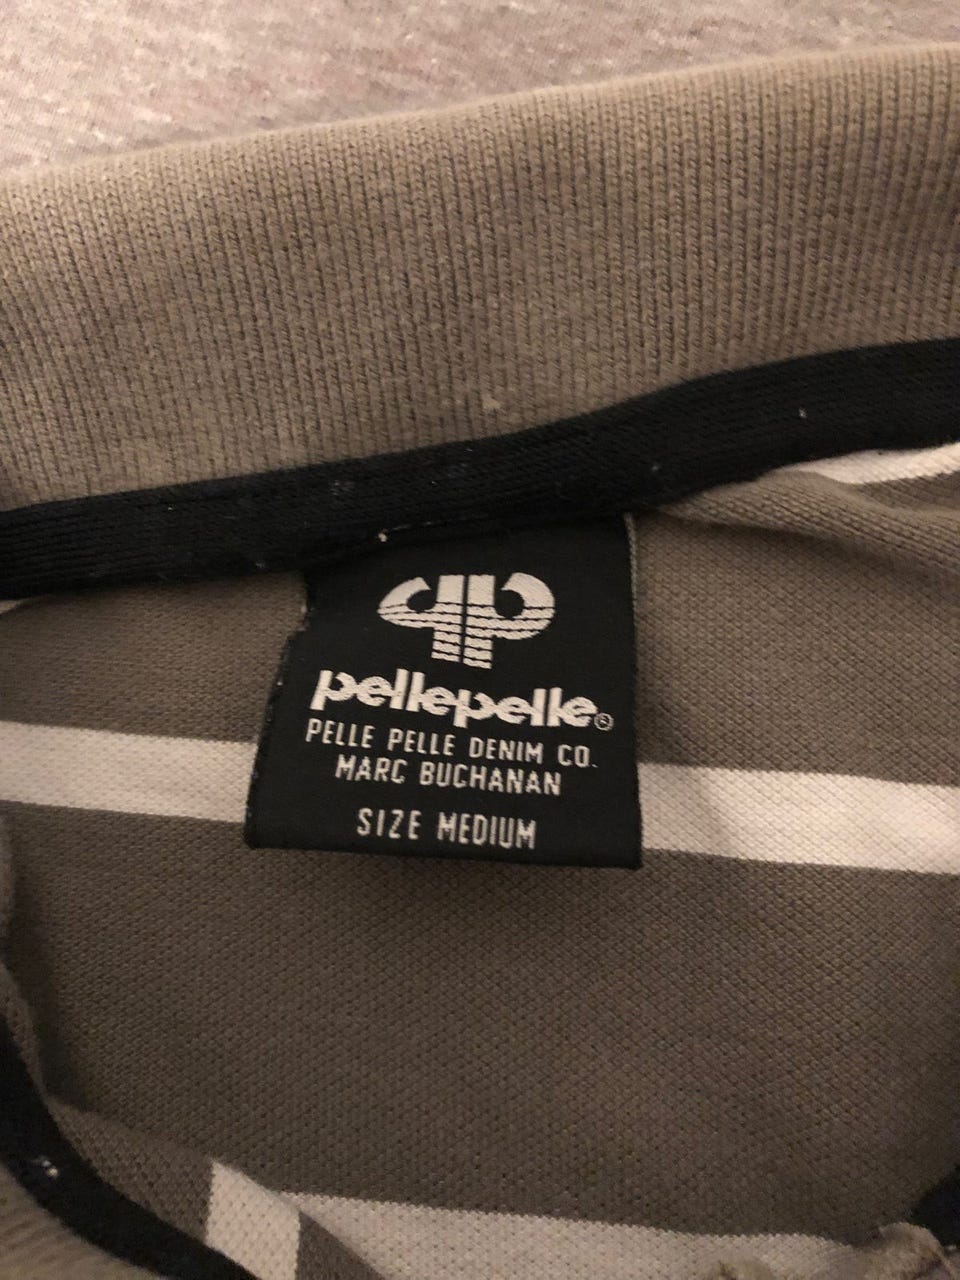 pellepelle®
PELLE PELLE DENIM CO.
MARC BUCHANAN
SIZE MEDIUM